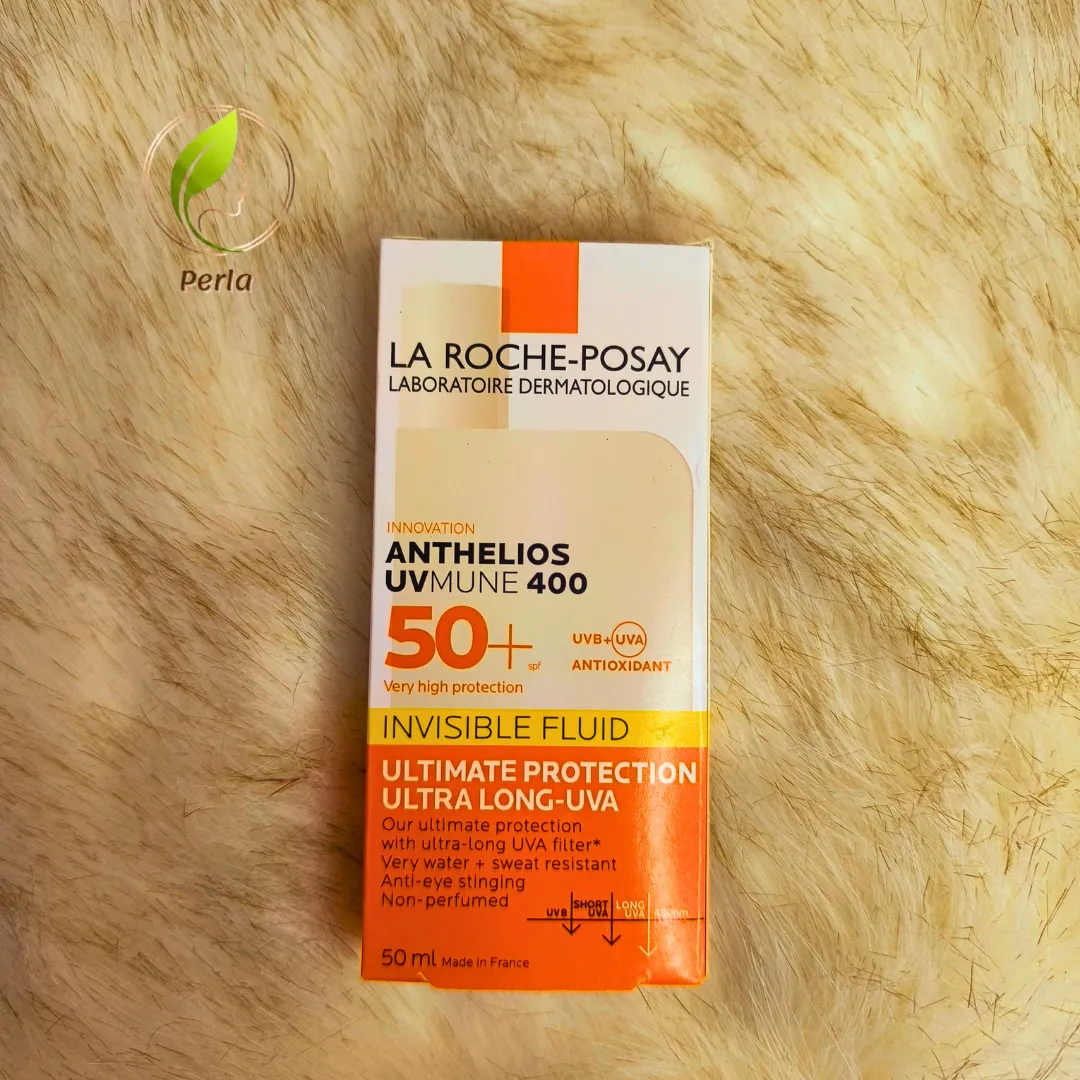 Perla
LA ROCHE-POSAY
LABORATOIRE DERMATOLOGIQUE
INNOVATION
ANTHELIOS
UVMUNE 400
50+ spf
UVB+UVA
ANTIOXIDANT
Very high protection
INVISIBLE FLUID
ULTIMATE PROTECTION
ULTRA LONG-UVA
Our ultimate protection
with ultra-long UVA filter*
Very water + sweat resistant
Anti-eye stinging
Non-perfumed
UVB
SHORT
UVA
LONG
UVA
400nm
50 ml Made in France